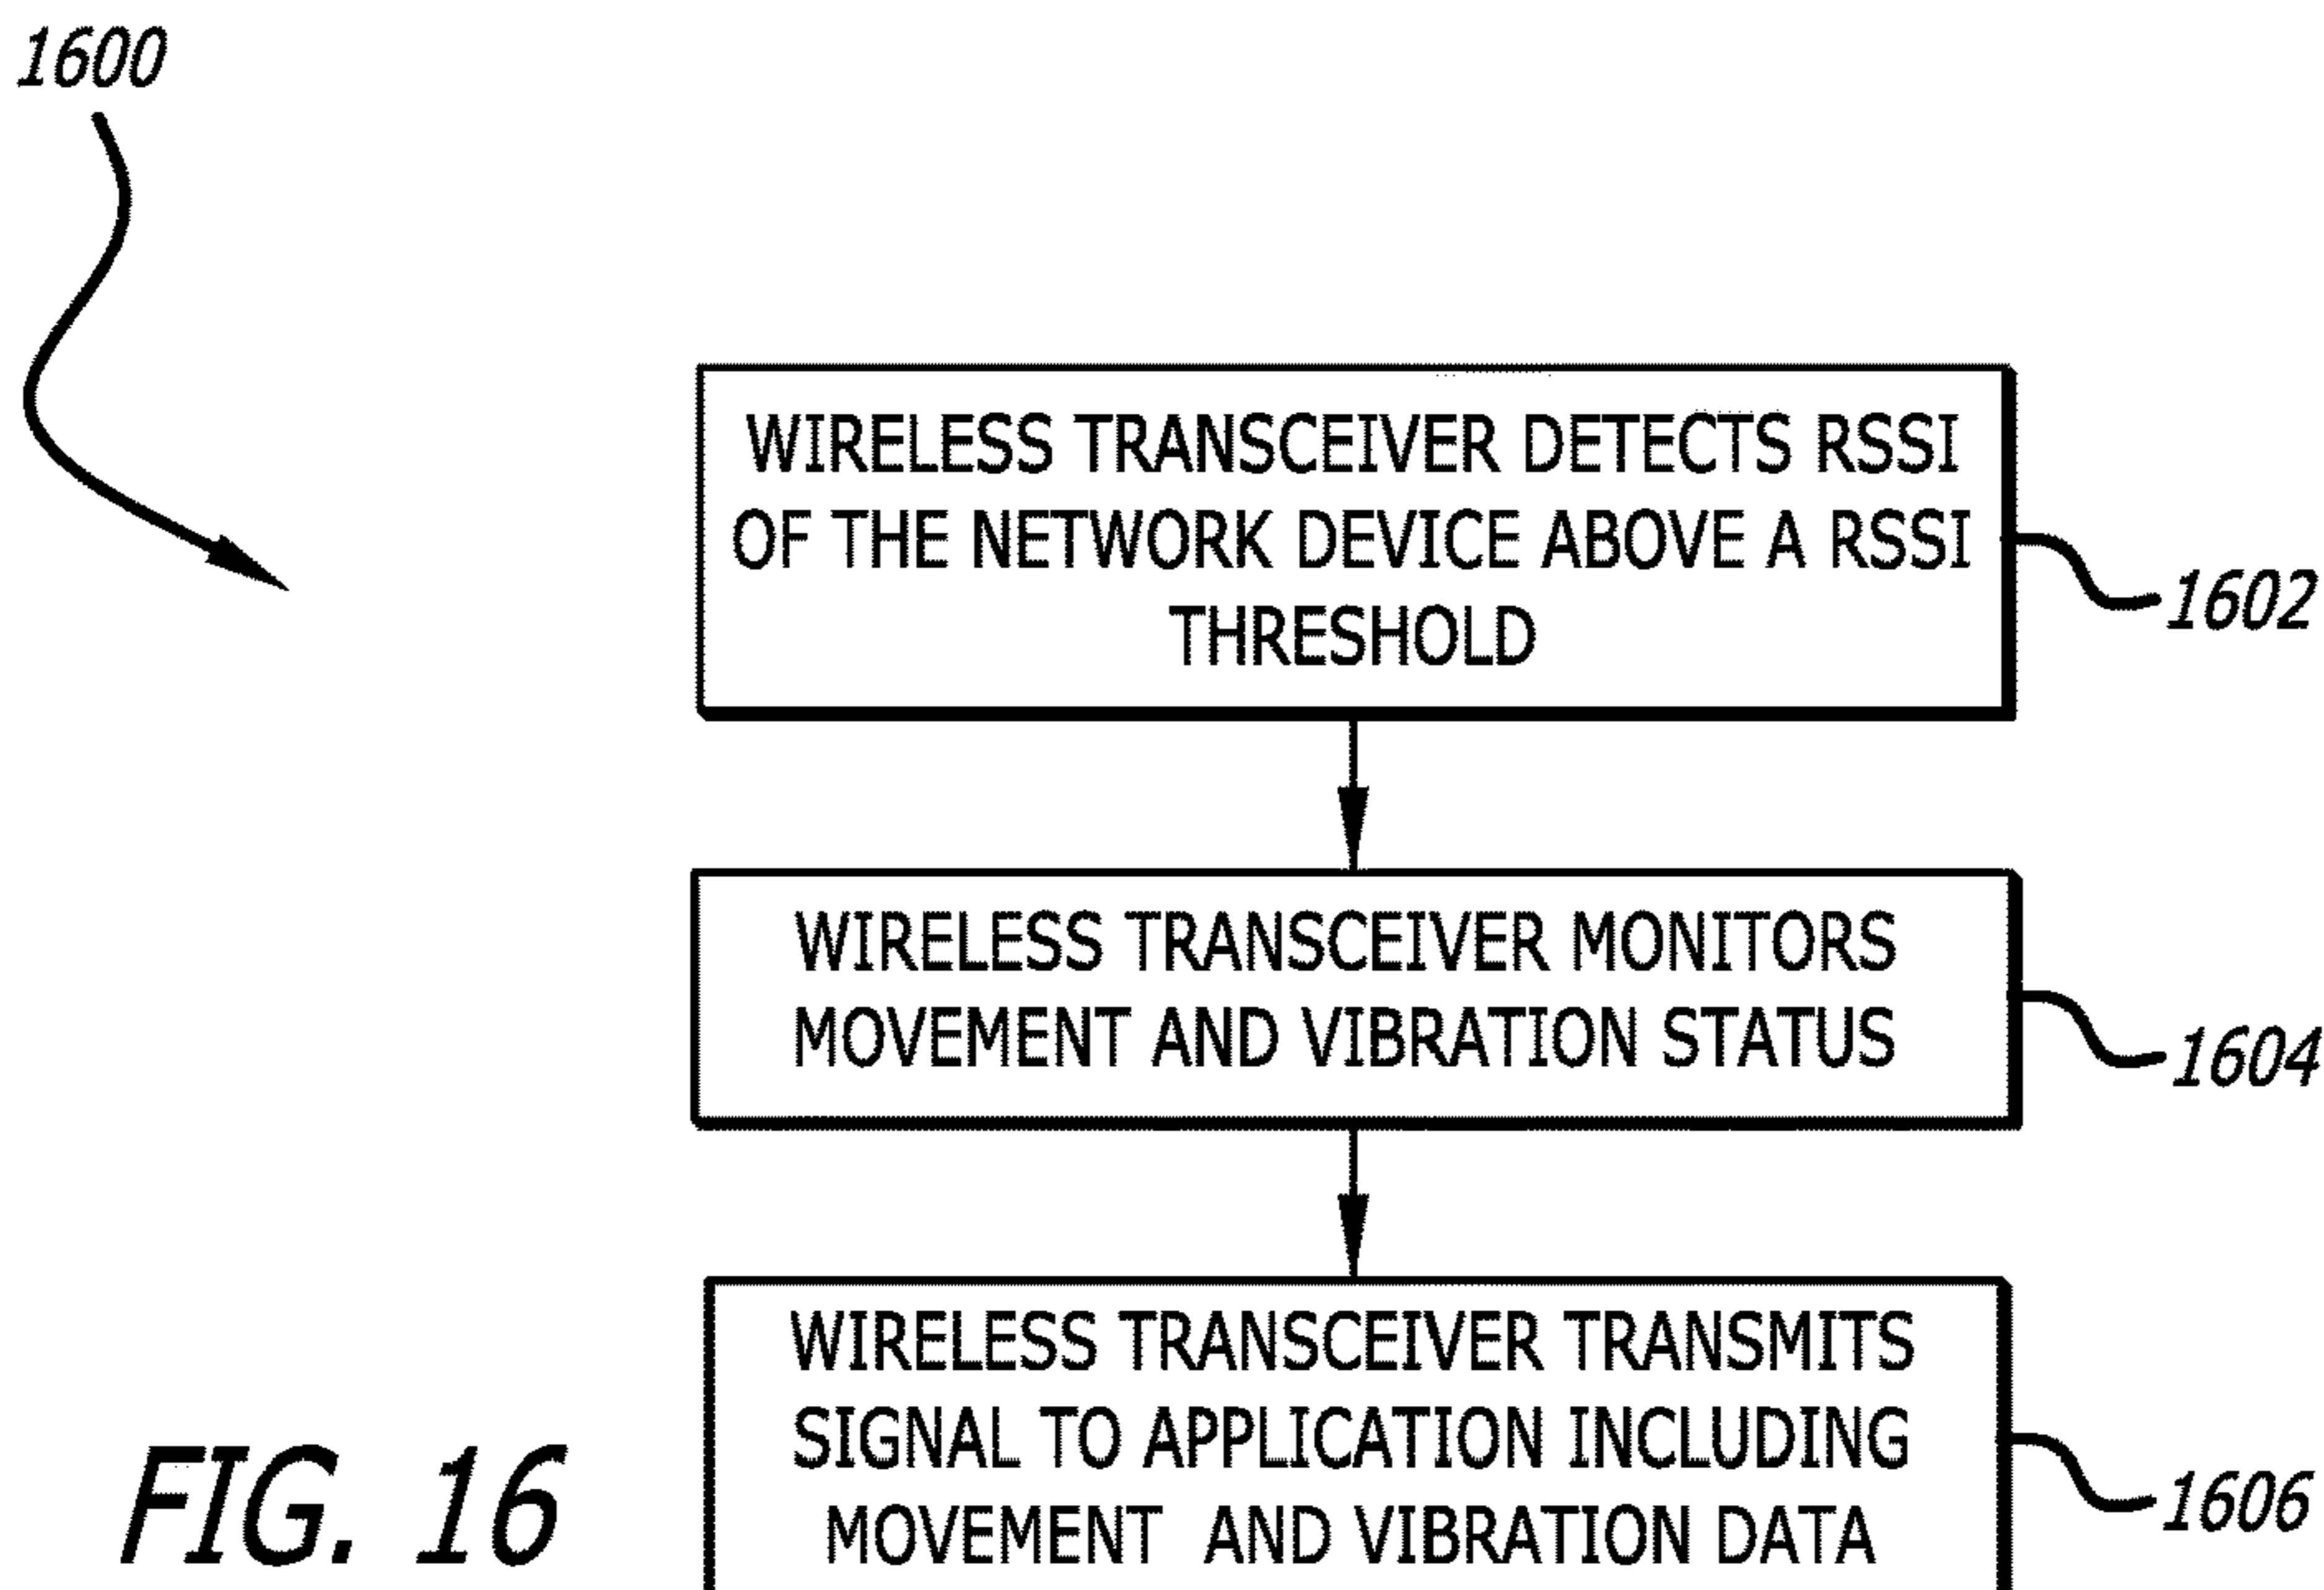 1600
WIRELESS TRANSCEIVER DETECTS RSSI
OF THE NETWORK DEVICE ABOVE A RSSI
THRESHOLD
1602
WIRELESS TRANSCEIVER MONITORS
MOVEMENT AND VIBRATION STATUS
1604
WIRELESS TRANSCEIVER TRANSMITS
SIGNAL TO APPLICATION INCLUDING
MOVEMENT AND VIBRATION DATA
1606
FIG. 16